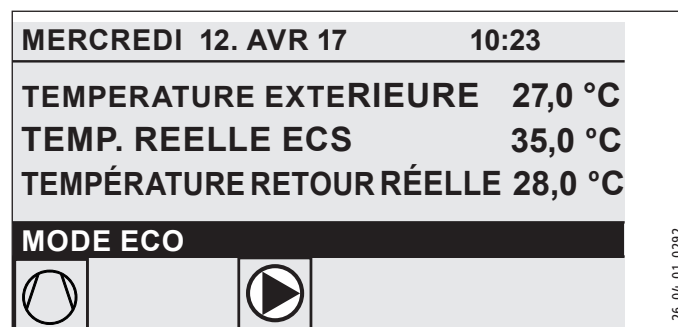 MERCREDI 12. AVR 17 10:23
TEMPERATURE EXTERIEURE 27,0 °C
TEMP. REELLE ECS 35,0 °C
TEMPÉRATURE RETOUR RÉELLE 28,0 °C
MODE ECO
26_04_01_0292